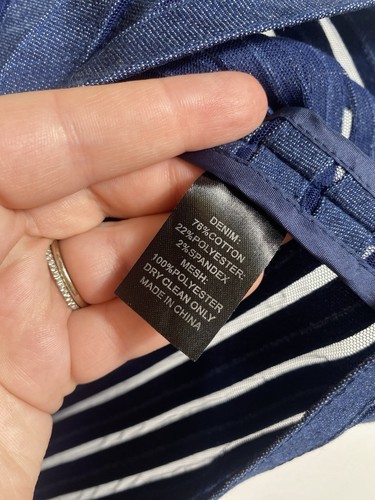 DENIM:
76%COTTON
22%POLYESTER:
2%SPANDEX
MESH:
100%POLYESTER
DRY CLEAN ONLY
MADE IN CHINA